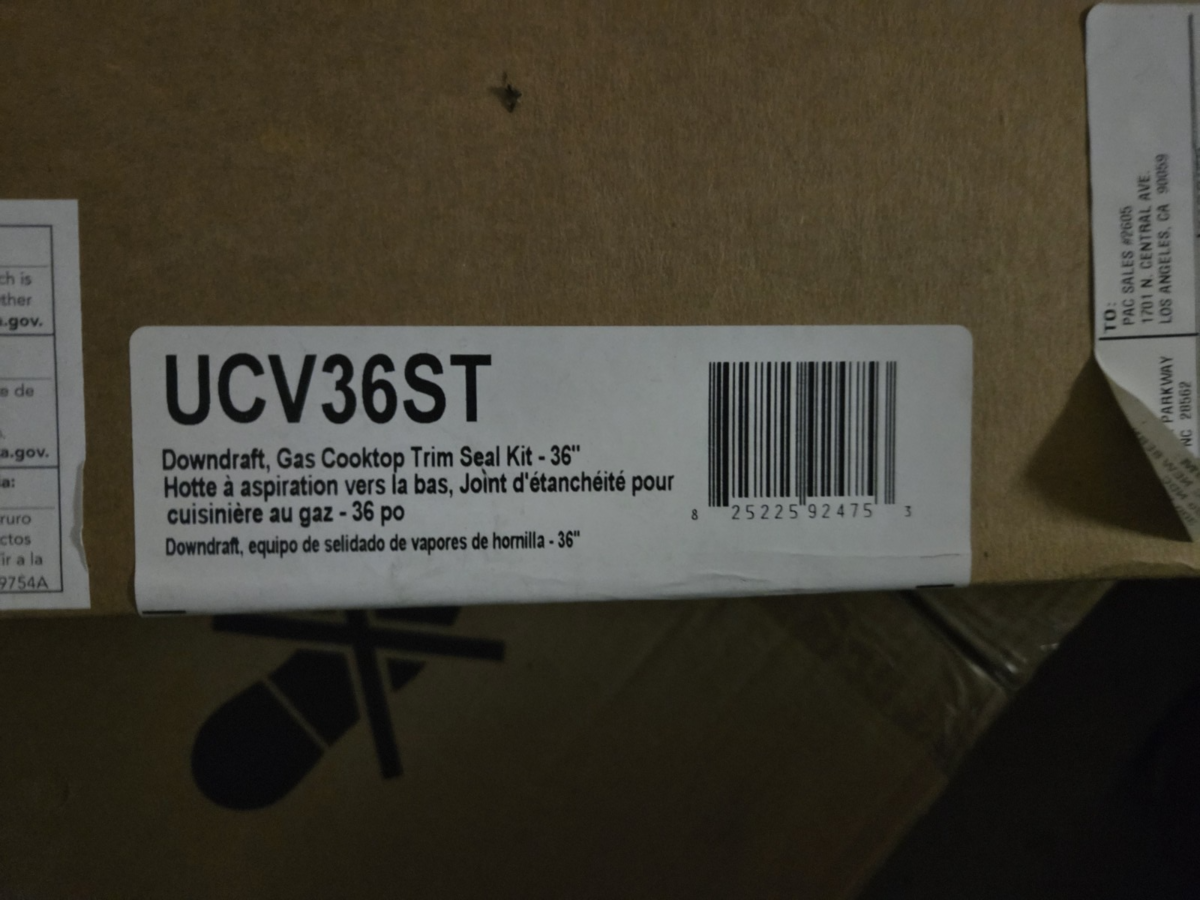 ch is
ther
.gov.
e de
a.gov.
a:
ruro
ctos
ir a la
9754A
UCV36ST
Downdraft, Gas Cooktop Trim Seal Kit - 36"
Hotte à aspiration vers la bas, Joint d'étanchéité pour
cuisinière au gaz - 36 po
Downdraft, equipo de selidado de vapores de hornilla - 36"
8 25225 92475 3
TO:
PAC SALES #2605
1701 N. CENTRAL AVE.
LOS ANGELES, CA 90059
PARKWAY
NC 28562